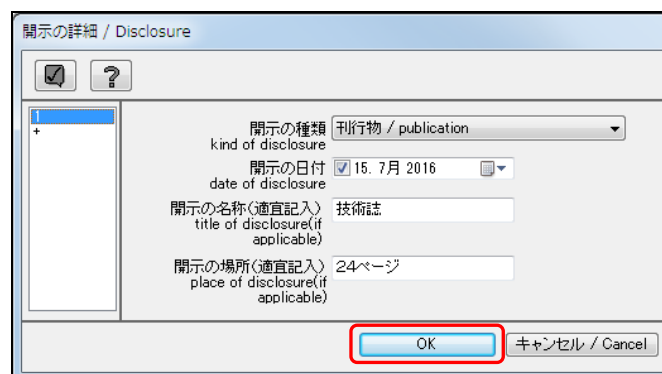 開示の詳細 / Disclosure
?
1
+
開示の種類 刊行物 / publication
kind of disclosure
開示の日付 15. 7月 2016
date of disclosure
開示の名称(適宜記入) 技術誌
title of disclosure(if
applicable)
開示の場所(適宜記入) 24ページ
place of disclosure(if
applicable)
OK キャンセル / Cancel